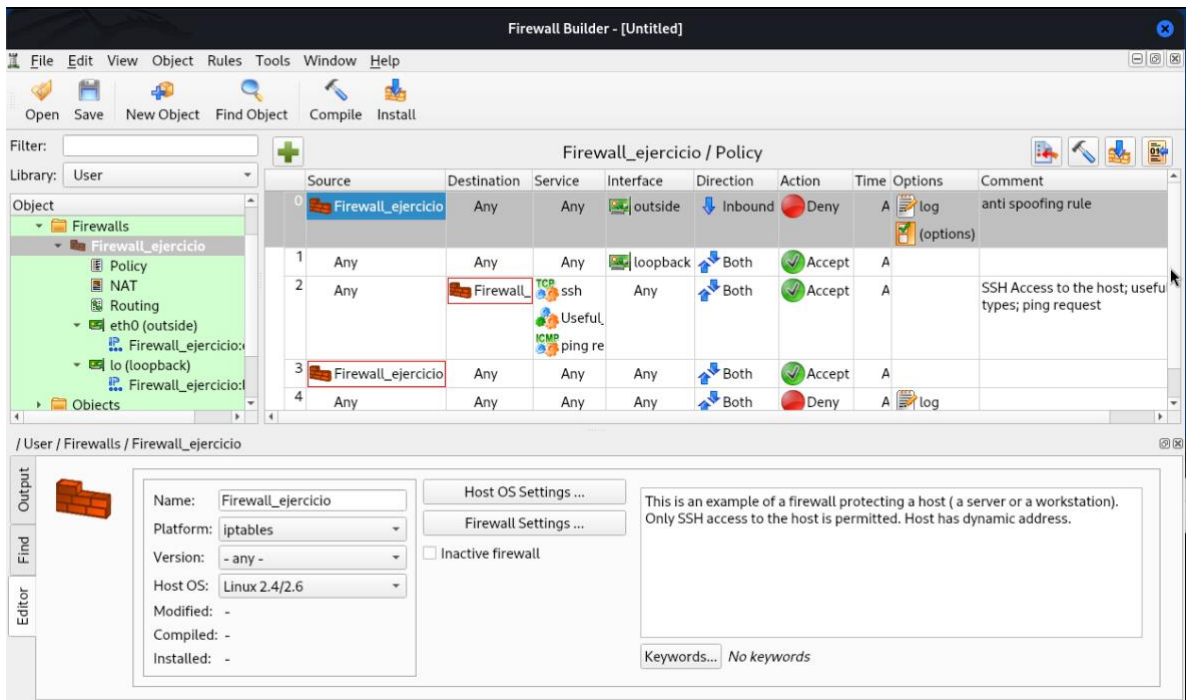 Firewall Builder - [Untitled]
File Edit View Object Rules Tools Window Help
Open Save New Object Find Object Compile Install
Filter:
Firewall_ejercicio / Policy
Library: User
Source Destination Service Interface Direction Action Time Options Comment
Object
Firewalls
Firewall_ejercicio
Policy
NAT
Routing
eth0 (outside)
Firewall_ejercicio:
lo (loopback)
Firewall_ejercicio:
Objects
0 Firewall_ejercicio Any Any outside Inbound Deny A log anti spoofing rule
(options)
1 Any Any Any loopback Both Accept A
2 Any Firewall_ TCP ssh Any Both Accept A SSH Access to the host; usefu
Useful_ types; ping request
ICMP ping re
3 Firewall_ejercicio Any Any Any Both Accept A
4 Any Any Any Any Both Deny A log
/ User / Firewalls / Firewall_ejercicio
Output
Find
Editor
Name: Firewall_ejercicio
Platform: iptables
Version: - any -
Host OS: Linux 2.4/2.6
Modified: -
Compiled: -
Installed: -
Host OS Settings ...
Firewall Settings ...
Inactive firewall
This is an example of a firewall protecting a host ( a server or a workstation).
Only SSH access to the host is permitted. Host has dynamic address.
Keywords... No keywords